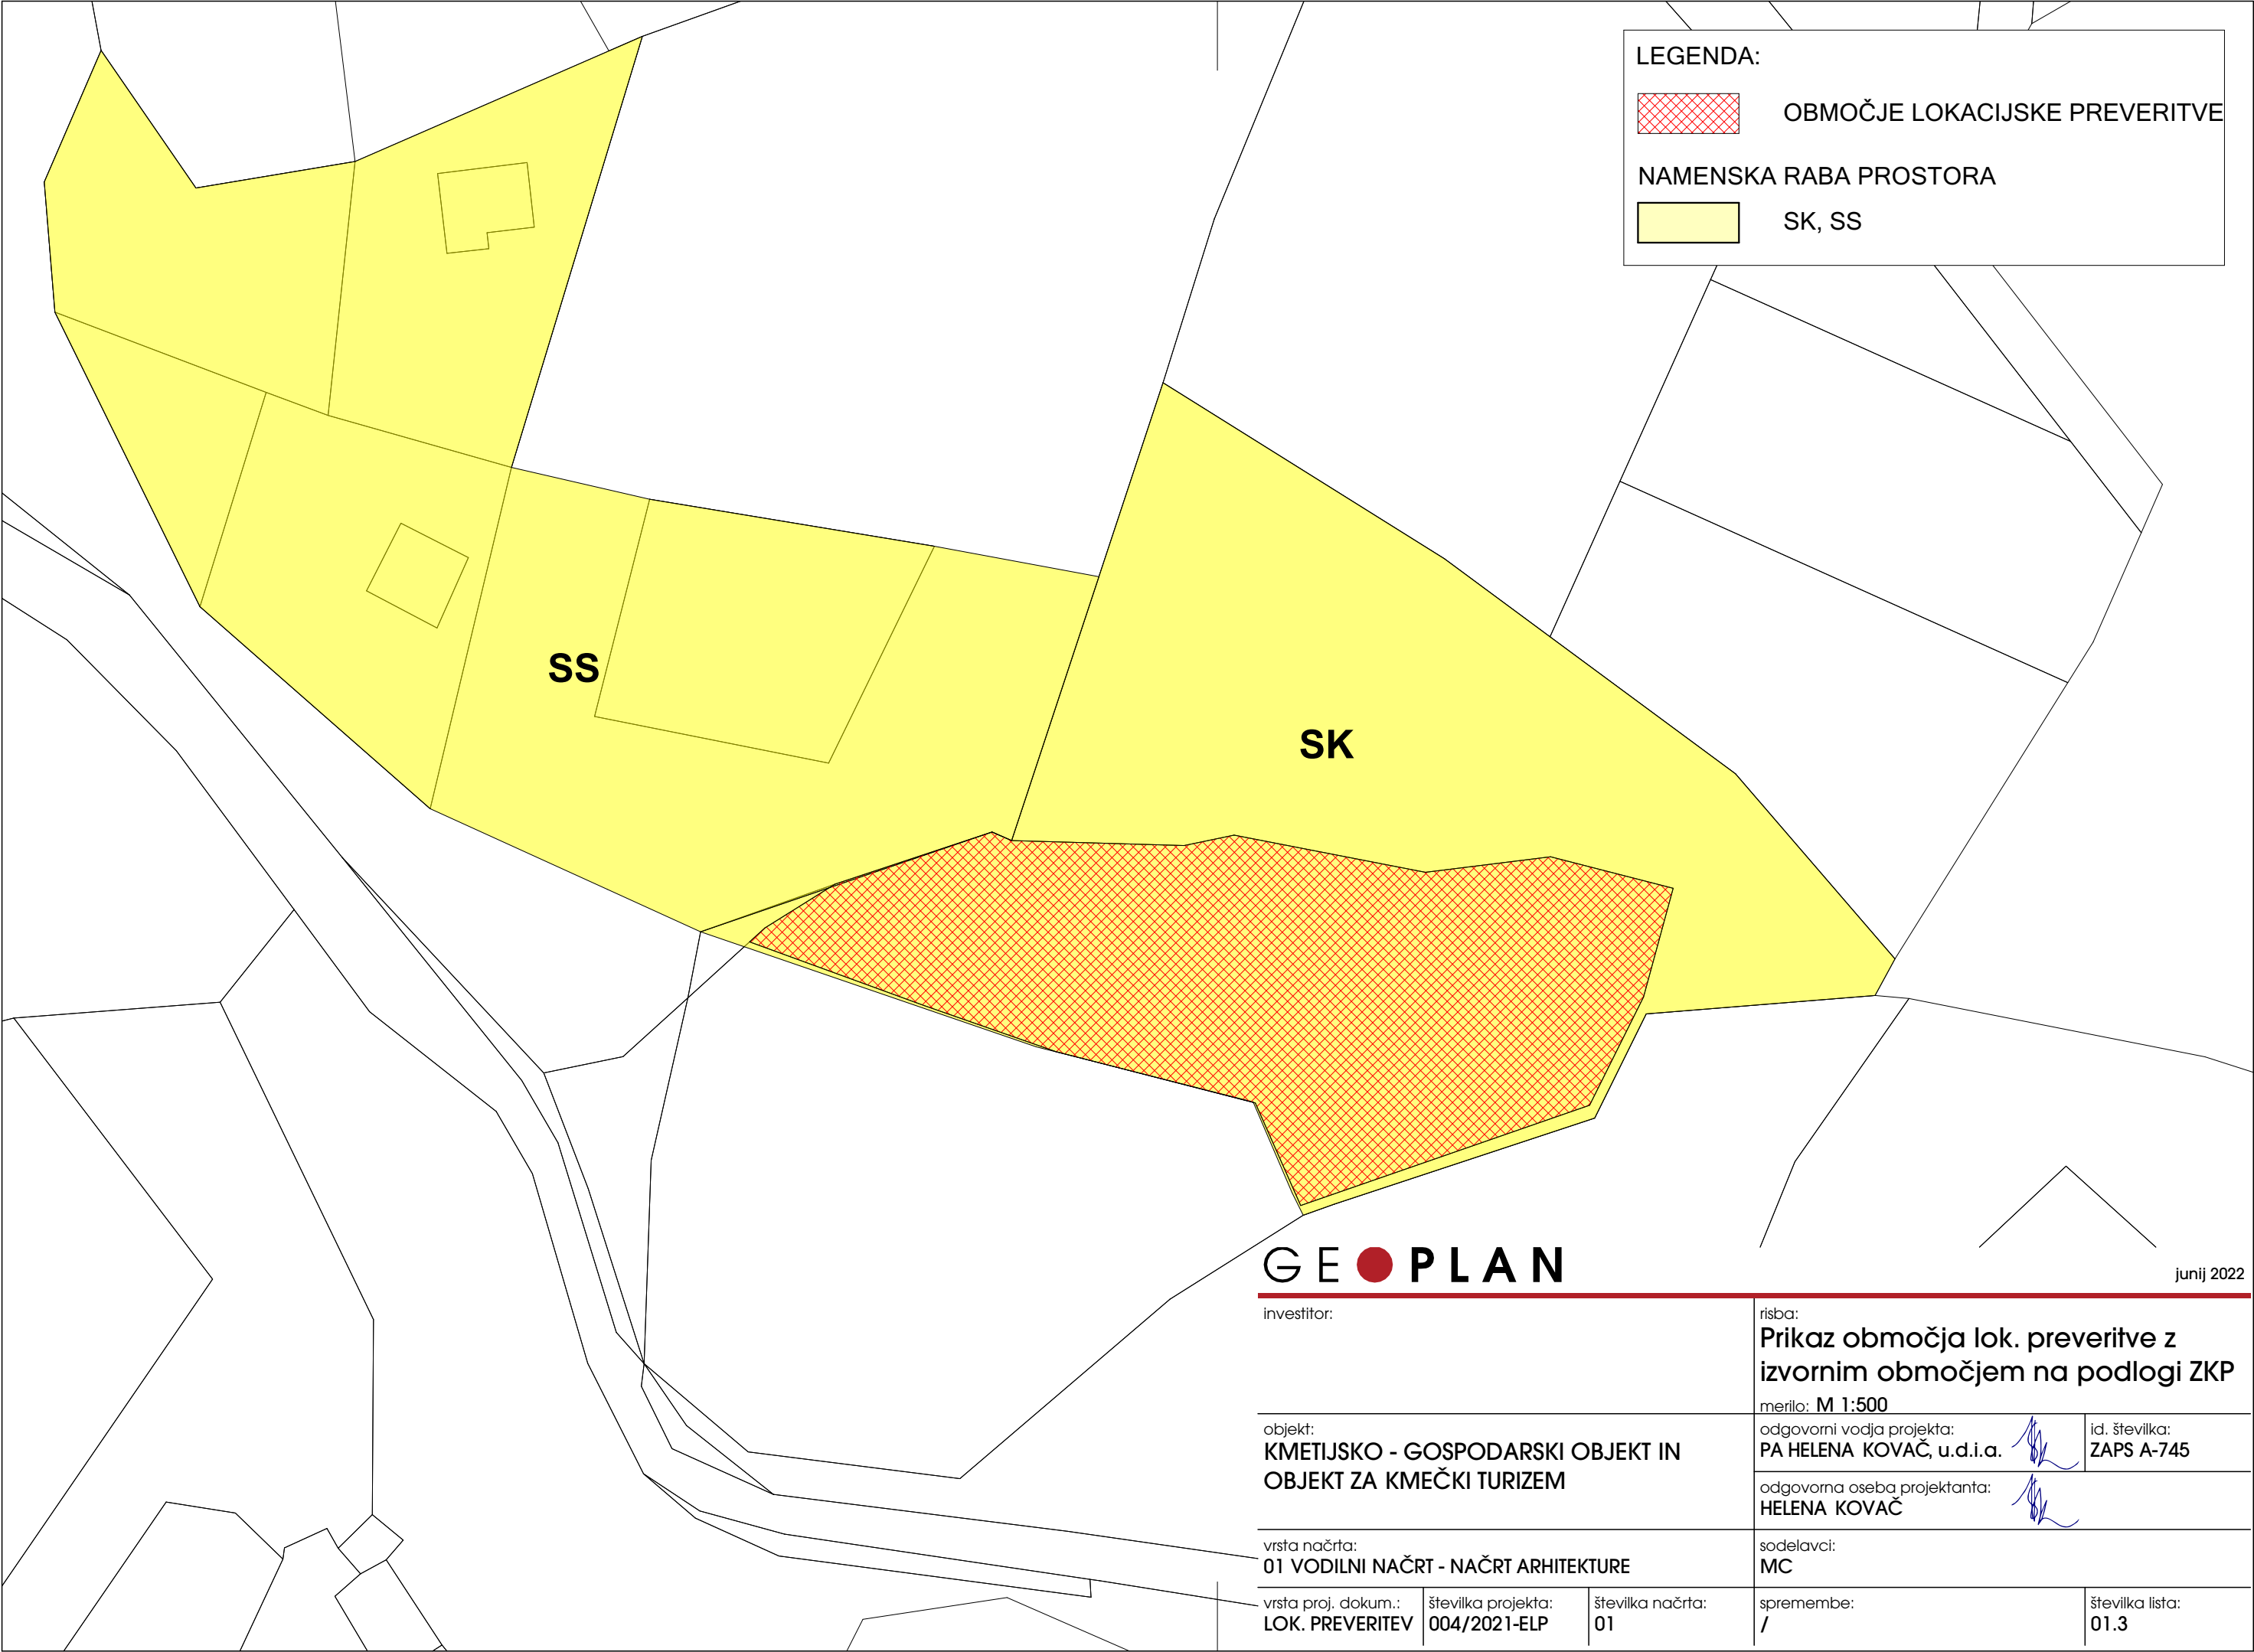 LEGENDA:
OBMOČJE LOKACIJSKE PREVERITVE
NAMENSKA RABA PROSTORA
SK, SS
SS
SK
GEOPLAN
junij 2022
investitor:
risba:
Prikaz območja lok. preveritve z
izvornim območjem na podlogi ZKP
merilo: M 1:500
objekt:
KMETIJSKO - GOSPODARSKI OBJEKT IN
OBJEKT ZA KMEČKI TURIZEM
odgovorni vodja projekta:
PA HELENA KOVAČ, u.d.i.a.
id. številka:
ZAPS A-745
odgovorna oseba projektanta:
HELENA KOVAČ
vrsta načrta:
01 VODILNI NAČRT - NAČRT ARHITEKTURE
sodelavci:
MC
vrsta proj. dokum.:
LOK. PREVERITEV
številka projekta:
004/2021-ELP
številka načrta:
01
spremembe:
/
številka lista:
01.3